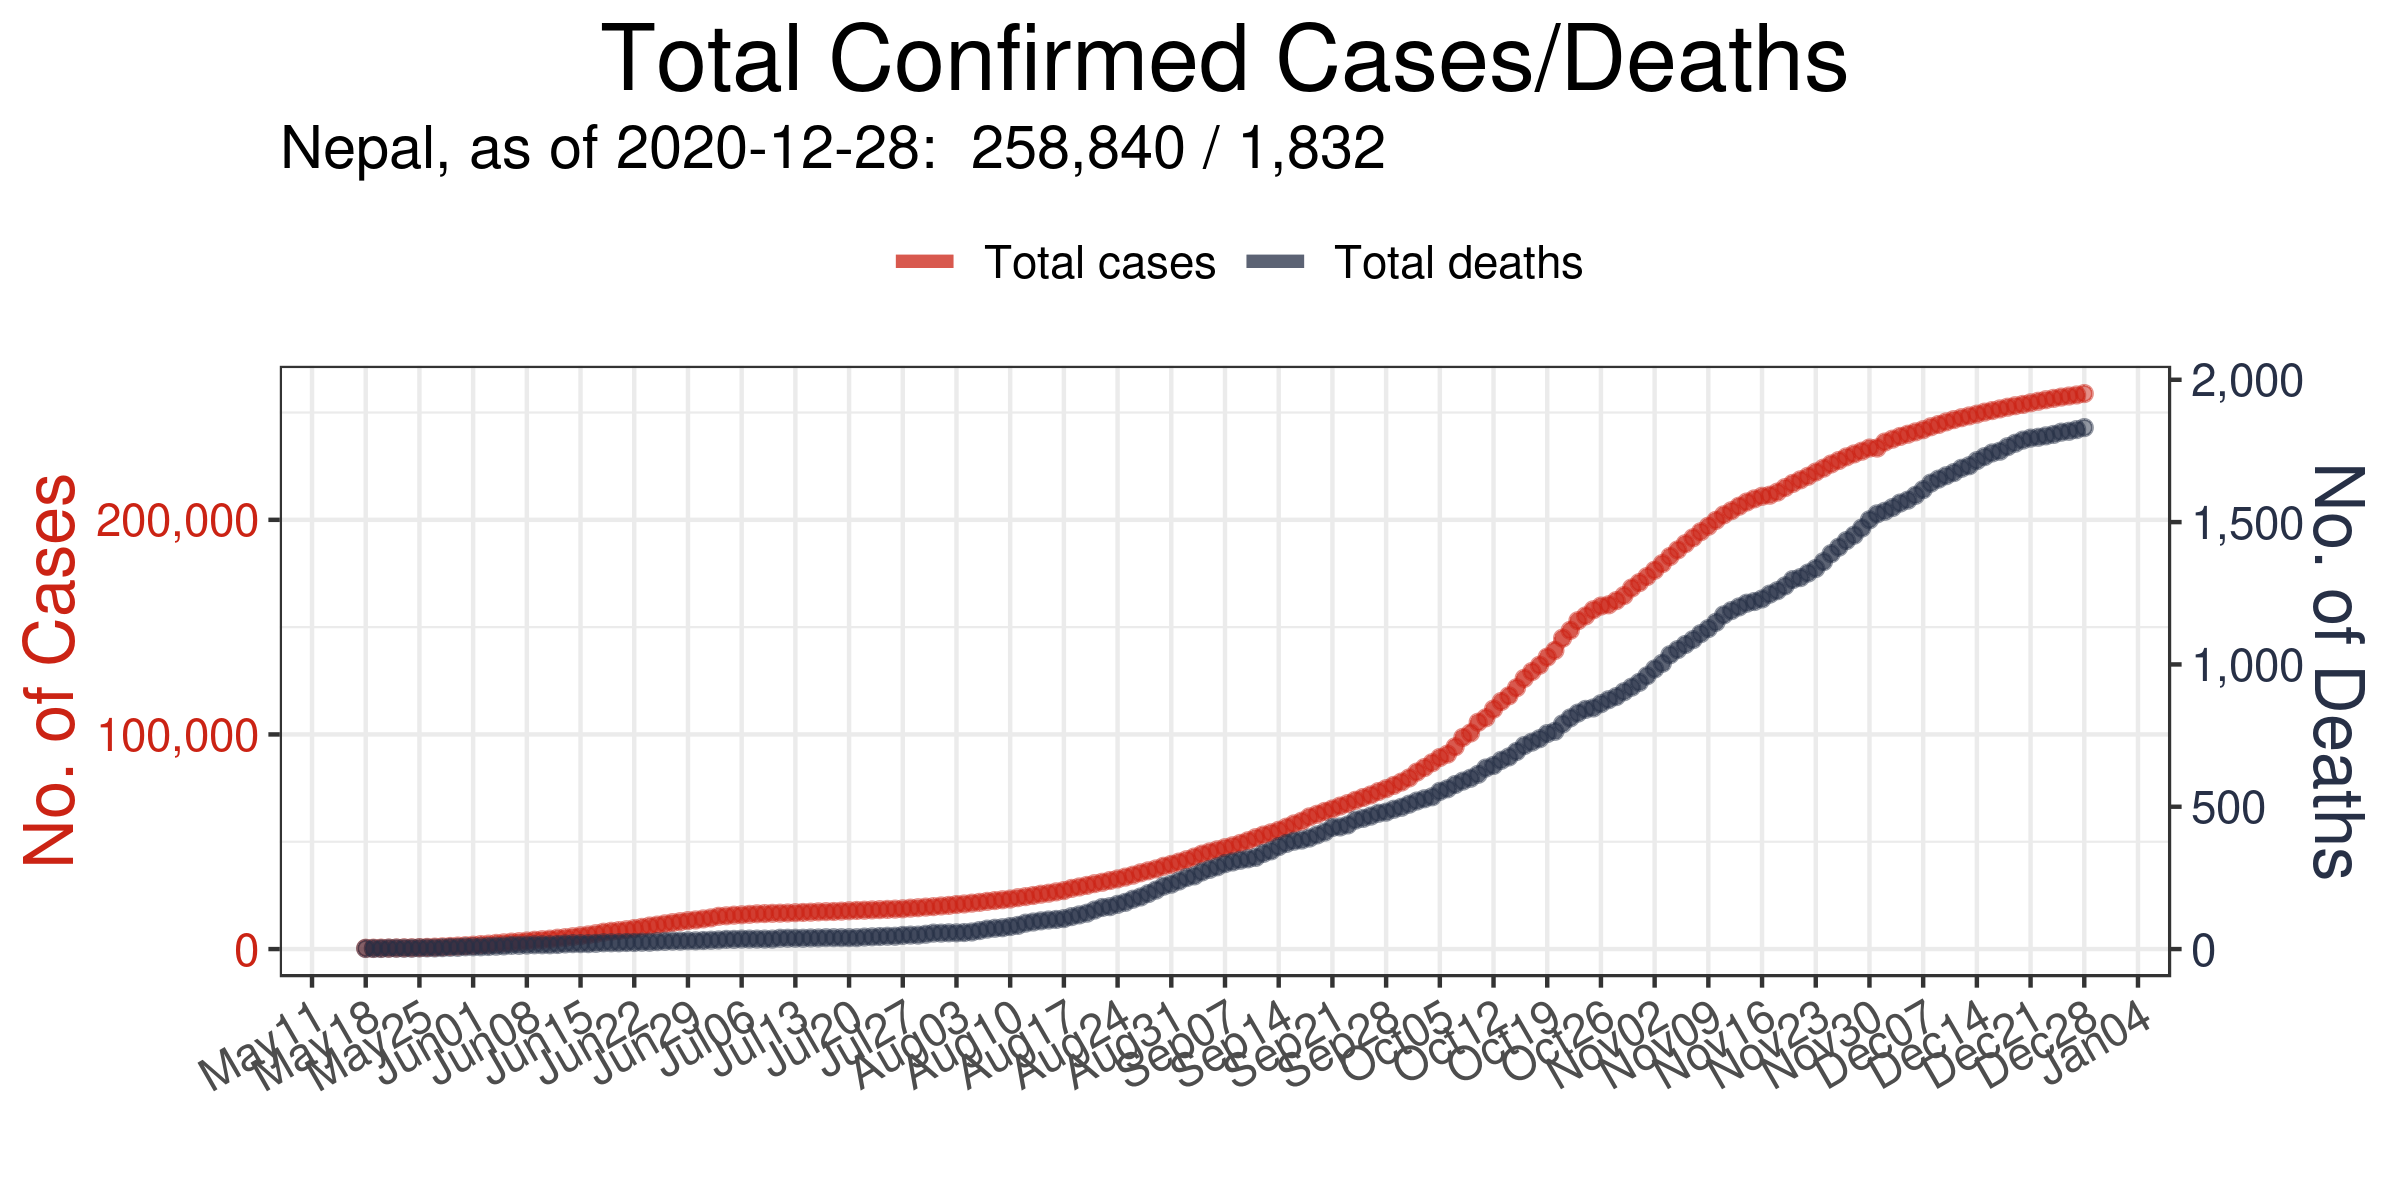 Total Confirmed Cases/Deaths
Nepal, as of 2020-12-28:  258,840 / 1,832
Total cases
Total deaths
No. of Cases
200,000
100,000
0
2,000
1,500
1,000
500
0
No. of Deaths
May11
May18
May25
Jun01
Jun08
Jun15
Jun22
Jun29
Jul06
Jul13
Jul20
Jul27
Aug03
Aug10
Aug17
Aug24
Aug31
Sep07
Sep14
Sep21
Sep28
Oct05
Oct12
Oct19
Oct26
Nov02
Nov09
Nov16
Nov23
Nov30
Dec07
Dec14
Dec21
Dec28
Jan04